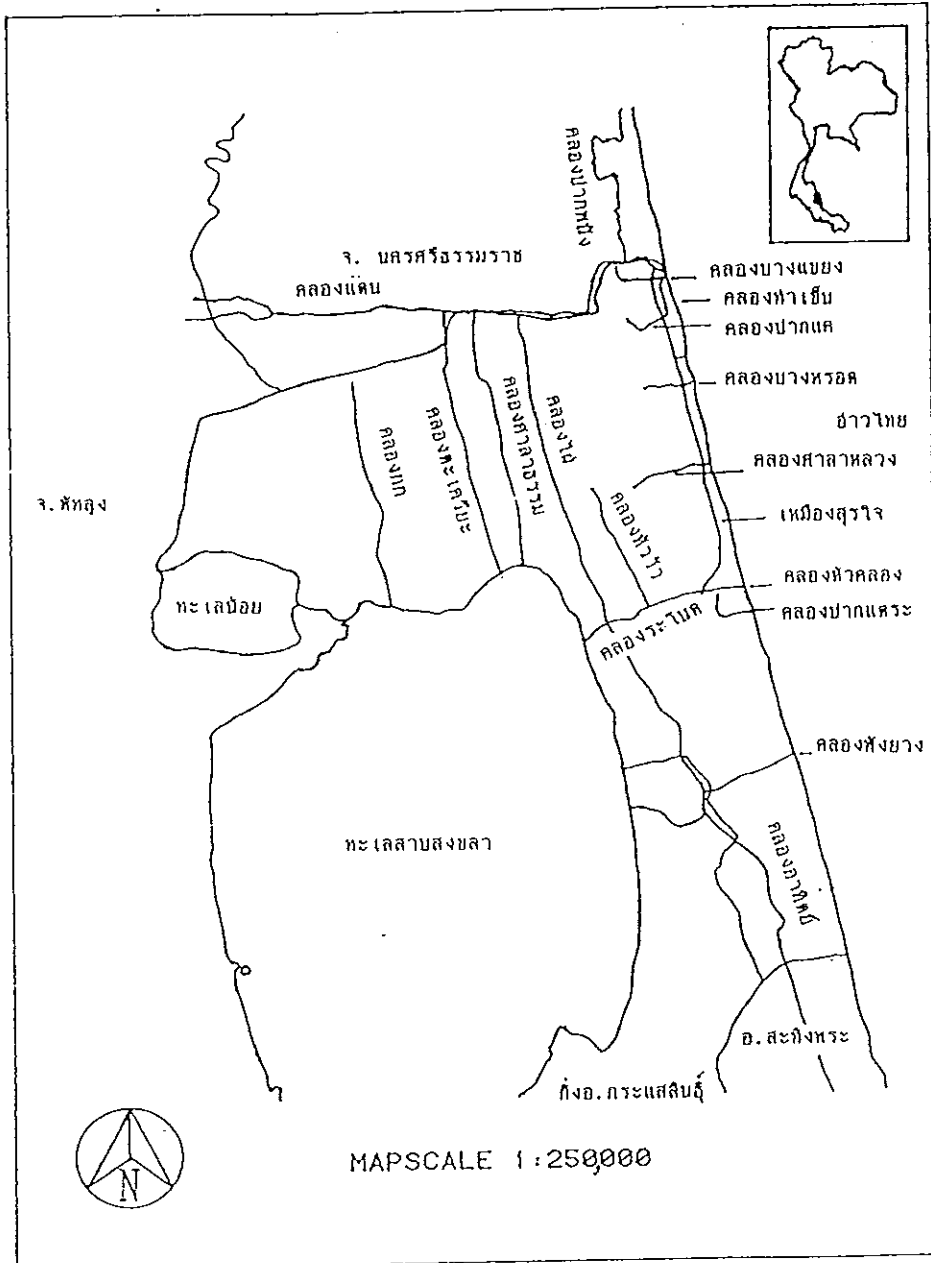 คลองปากพนัง
จ. นครศรีธรรมราช
คลองแดน
คลองบางแขยง
คลองท่าเข็น
คลองปากแค
คลองบางหรอด
อ่าวไทย
คลองศาลาหลวง
เหมืองสุรใจ
คลองหัวคลอง
คลองปากแตระ
คลองพังยาง
คลองกก
คลองตะเครียะ
คลองศาลาธรรม
คลองไผ่
คลองหัววัว
คลองระโนด
จ.พัทลุง
ทะเลน้อย
ทะเลสาบสงขลา
คลองอาทิตย์
อ.สะทิงพระ
กิ่งอ.กระแสสินธุ์
N
MAPSCALE 1:250,000